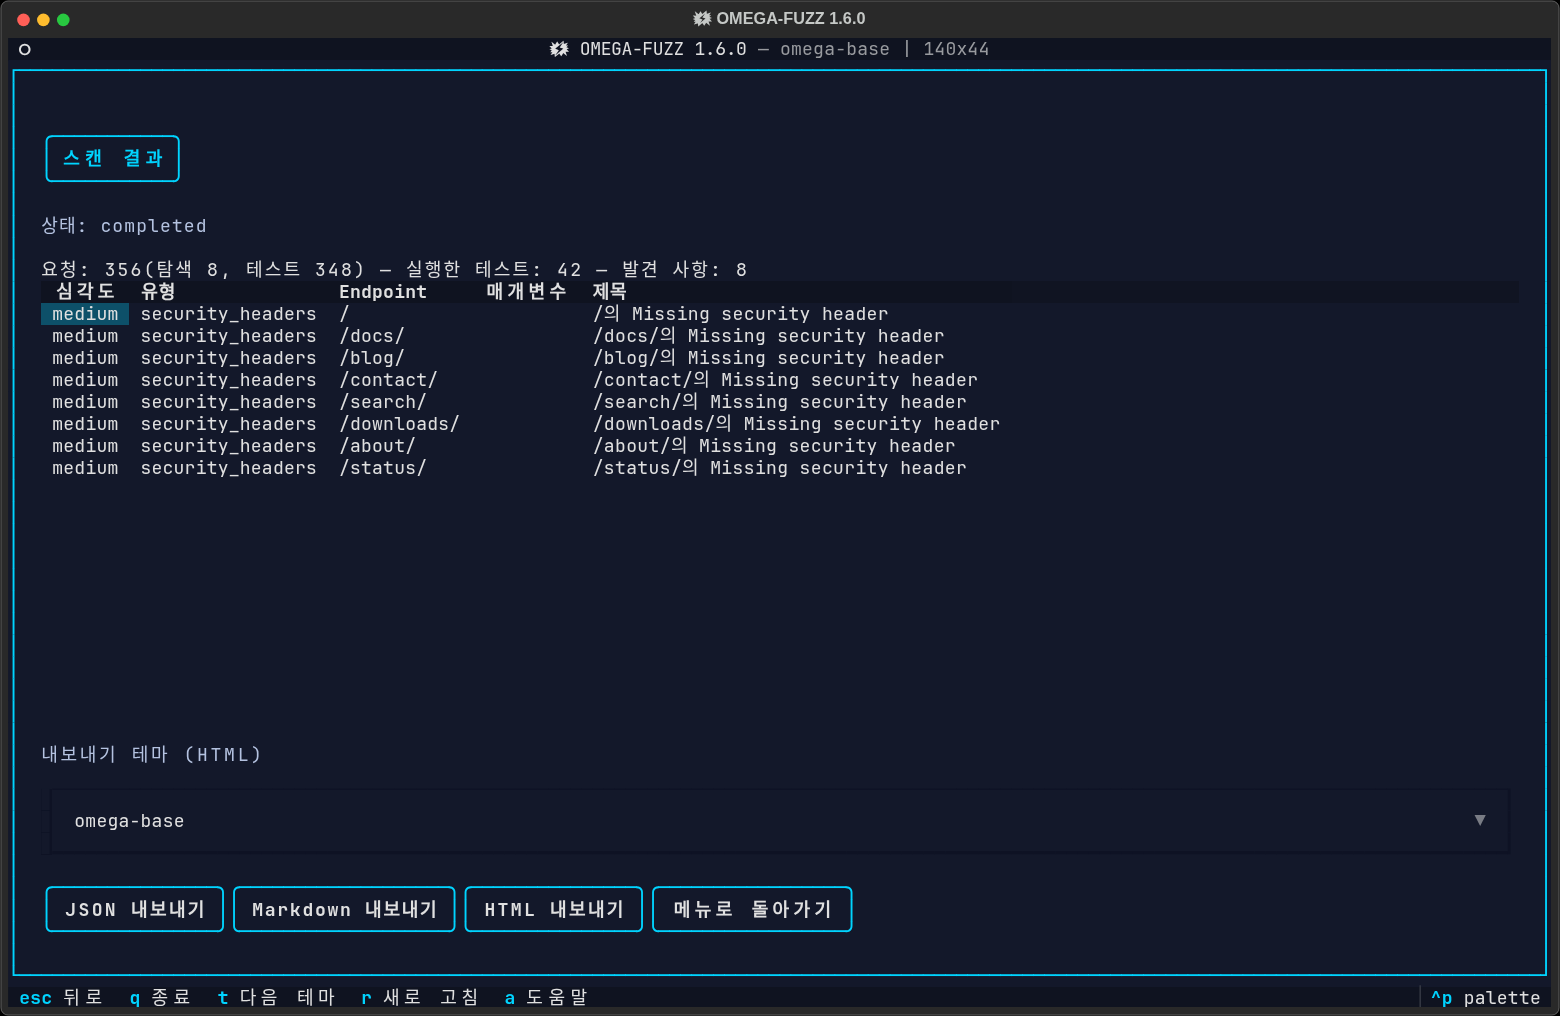 OMEGA-FUZZ 1.6.0
OMEGA-FUZZ 1.6.0 — omega-base | 140x44
스캔 결과
상태: completed
요청: 356(탐색 8, 테스트 348) — 실행한 테스트: 42 — 발견 사항: 8
심각도 유형 Endpoint 매개변수 제목
medium security_headers / /의 Missing security header
medium security_headers /docs/ /docs/의 Missing security header
medium security_headers /blog/ /blog/의 Missing security header
medium security_headers /contact/ /contact/의 Missing security header
medium security_headers /search/ /search/의 Missing security header
medium security_headers /downloads/ /downloads/의 Missing security header
medium security_headers /about/ /about/의 Missing security header
medium security_headers /status/ /status/의 Missing security header
내보내기 테마 (HTML)
omega-base ▼
JSON 내보내기 Markdown 내보내기 HTML 내보내기 메뉴로 돌아가기
esc 뒤로 q 종료 t 다음 테마 r 새로 고침 a 도움말 ^p palette